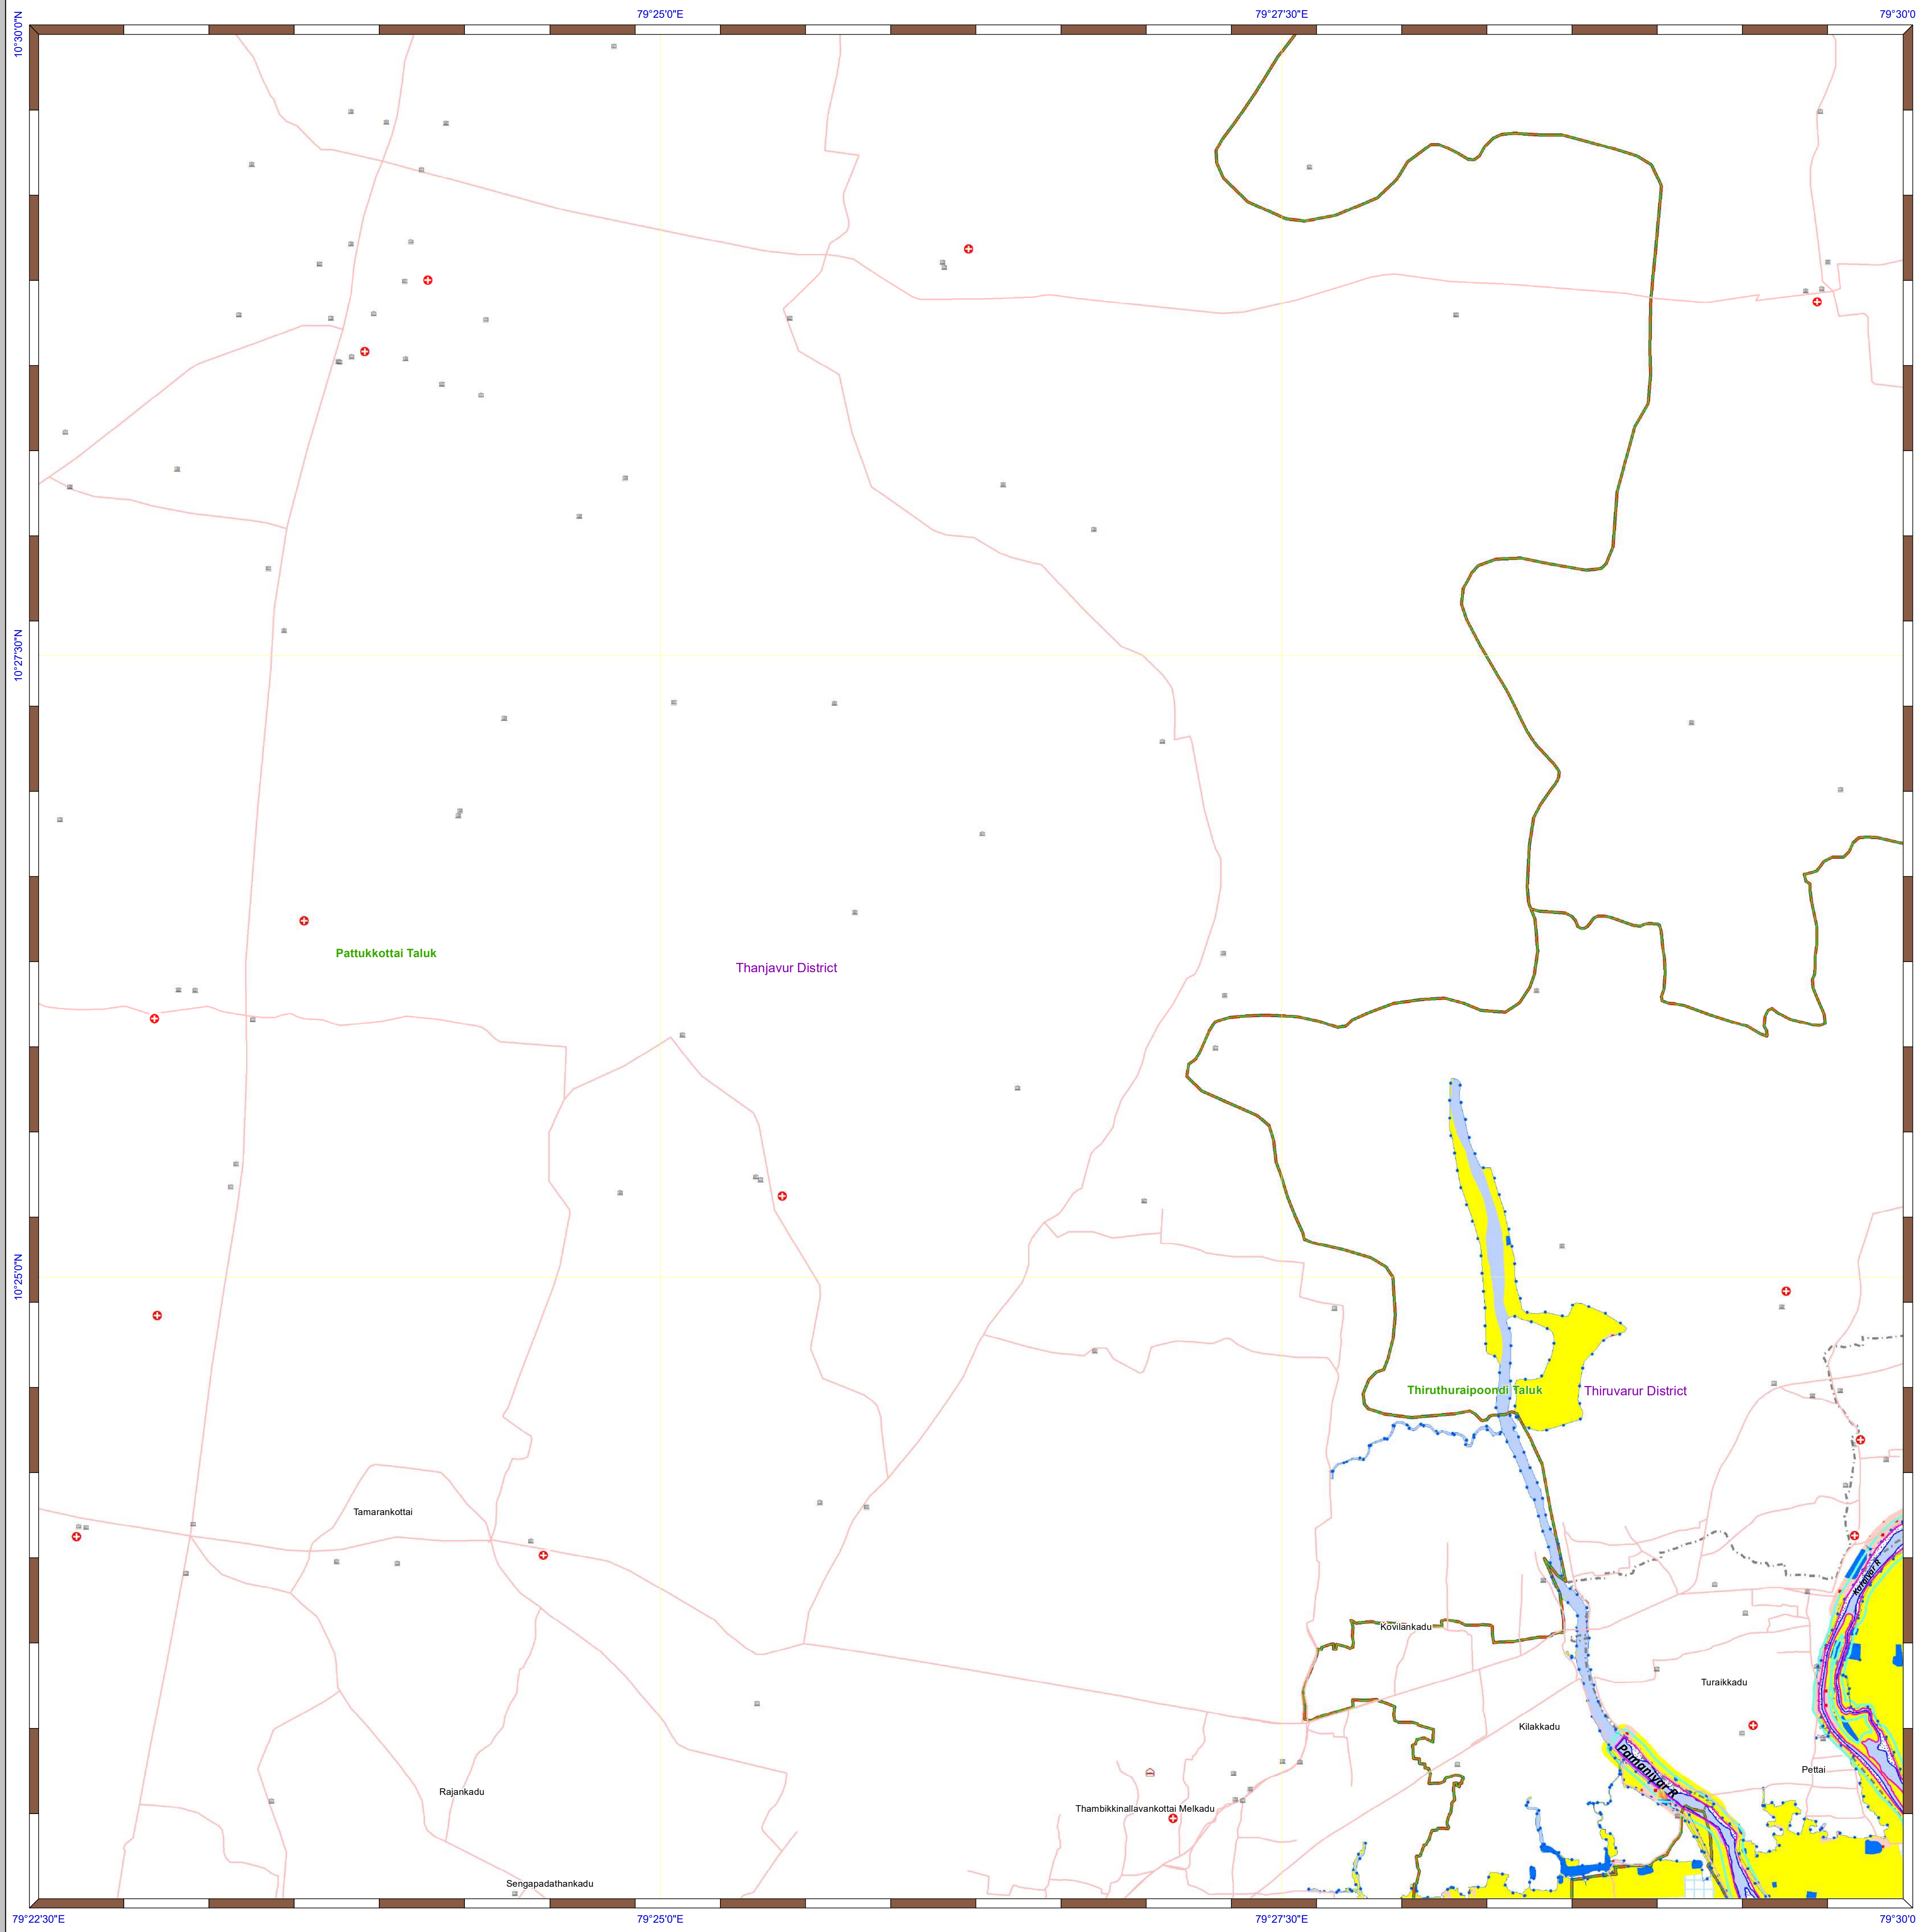 79°25'0"E
79°27'30"E
79°30'0
10°30'0"N
10°27'30"N
Pattukkottai Taluk
Thanjavur District
10°25'0"N
Thiruthuraipoondi Taluk
Thiruvarur District
Tamarankottai
Koraiyar R
Kovilankadu
Turaikkadu
Kilakkadu
Pamaniyar R
Pettai
Rajankadu
Thambikkinallavankottai Melkadu
Sengapadathankadu
79°22'30"E
79°25'0"E
79°27'30"E
79°30'0